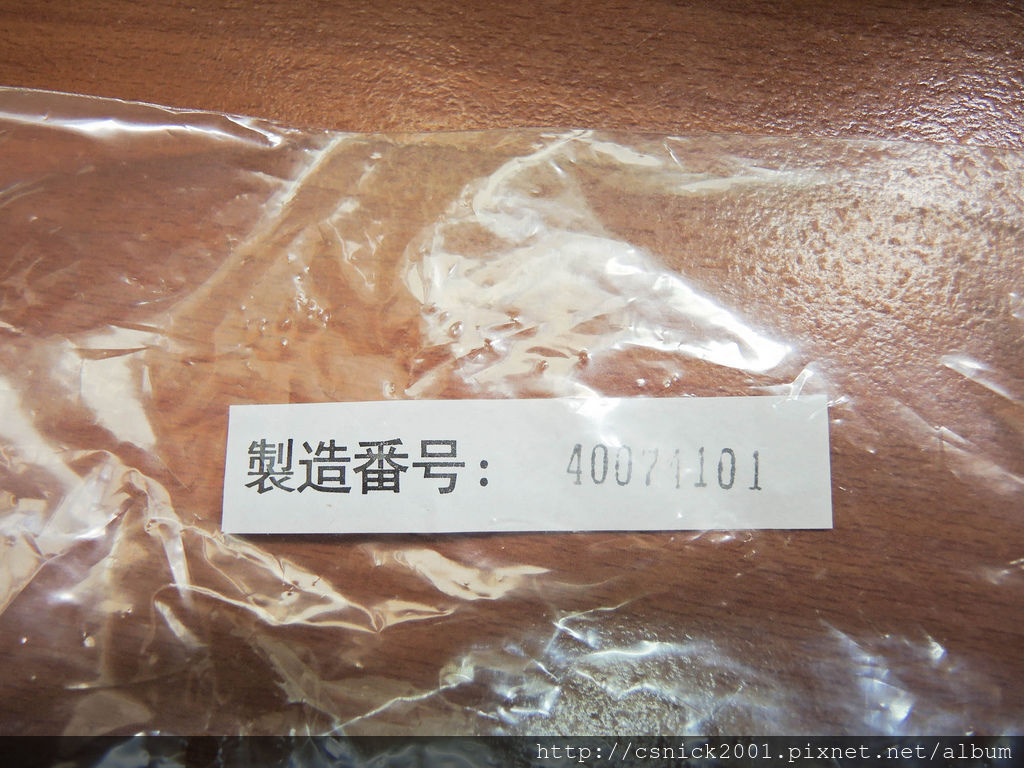 製造番号: 40071101
http://csnick2001.pixnet.net/album